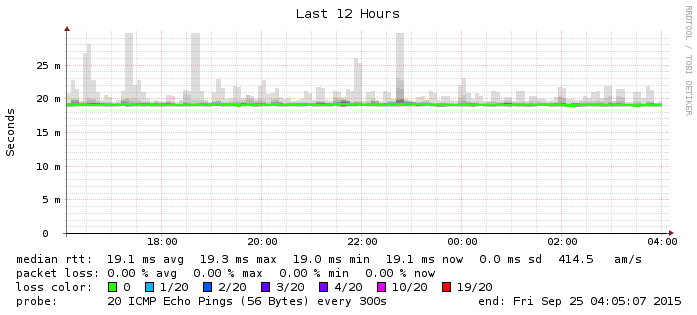 Last 12 Hours
RRDTOOL / TOBI OETIKER
Seconds
25 m
20 m
15 m
10 m
5 m
0
18:00 20:00 22:00 00:00 02:00 04:00
median rtt: 19.1 ms avg 19.3 ms max 19.0 ms min 19.1 ms now 0.0 ms sd 414.5 am/s
packet loss: 0.00 % avg 0.00 % max 0.00 % min 0.00 % now
loss color: 0 1/20 2/20 3/20 4/20 10/20 19/20
probe: 20 ICMP Echo Pings (56 Bytes) every 300s end: Fri Sep 25 04:05:07 2015